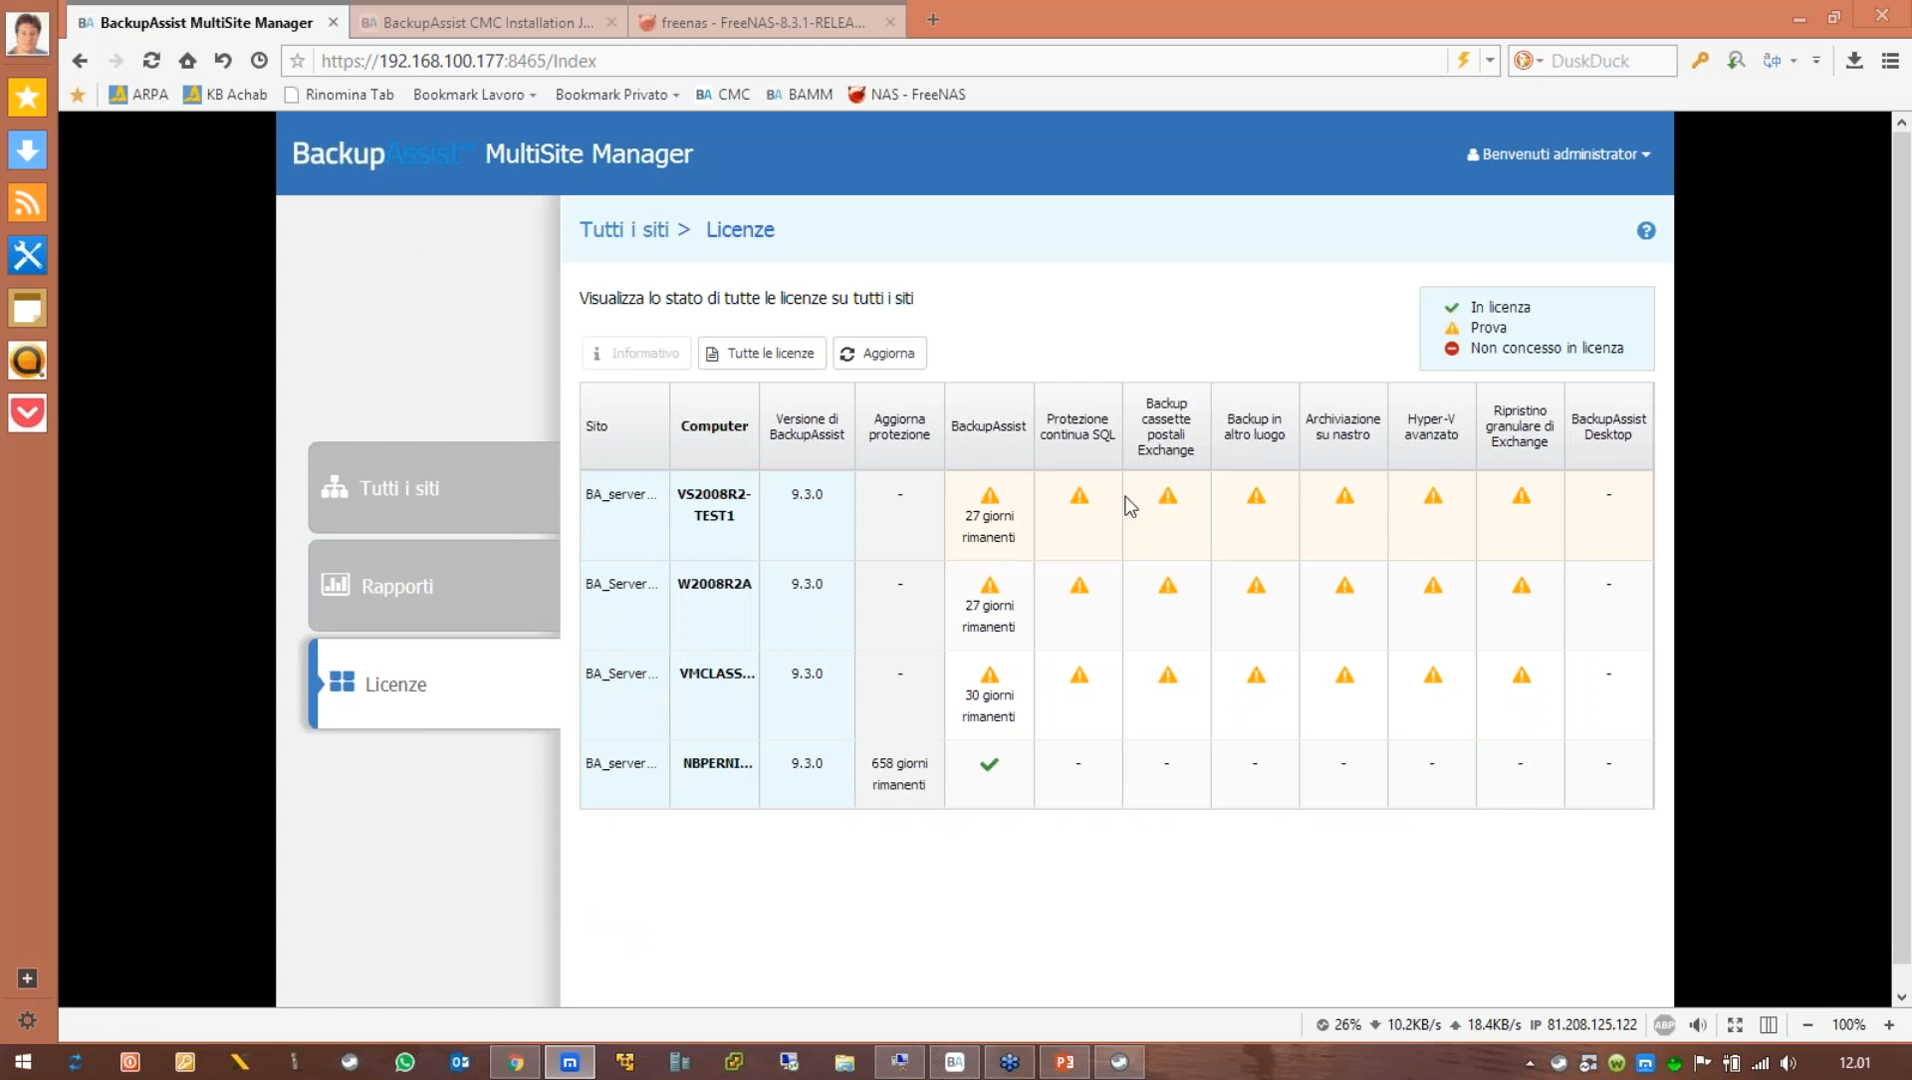 BA BackupAssist MultiSite Manager
BA BackupAssist CMC Installation J...
freenas - FreeNAS-8.3.1-RELEA...
https://192.168.100.177:8465/Index
DuskDuck
ARPA
KB Achab
Rinomina Tab
Bookmark Lavoro
Bookmark Privato
BA CMC
BA BAMM
NAS - FreeNAS
BackupAssist MultiSite Manager
Benvenuti administrator
Tutti i siti > Licenze
Visualizza lo stato di tutte le licenze su tutti i siti
In licenza
Prova
Non concesso in licenza
Informativo
Tutte le licenze
Aggiorna
Sito
Computer
Versione di
BackupAssist
Aggiorna
protezione
BackupAssist
Protezione
continua SQL
Backup
cassette
postali
Exchange
Backup in
altro luogo
Archiviazione
su nastro
Hyper-V
avanzato
Ripristino
granulare di
Exchange
BackupAssist
Desktop
BA_server...
VS2008R2-
TEST1
9.3.0
-
27 giorni
rimanenti
-
BA_Server...
W2008R2A
9.3.0
-
27 giorni
rimanenti
-
BA_Server...
VMCLASS...
9.3.0
-
30 giorni
rimanenti
-
BA_server...
NBPERNI...
9.3.0
658 giorni
rimanenti
- - - - - - -
Tutti i siti
Rapporti
Licenze
26% 10.2KB/s 18.4KB/s IP 81.208.125.122 ABP 100%
BA
12.01